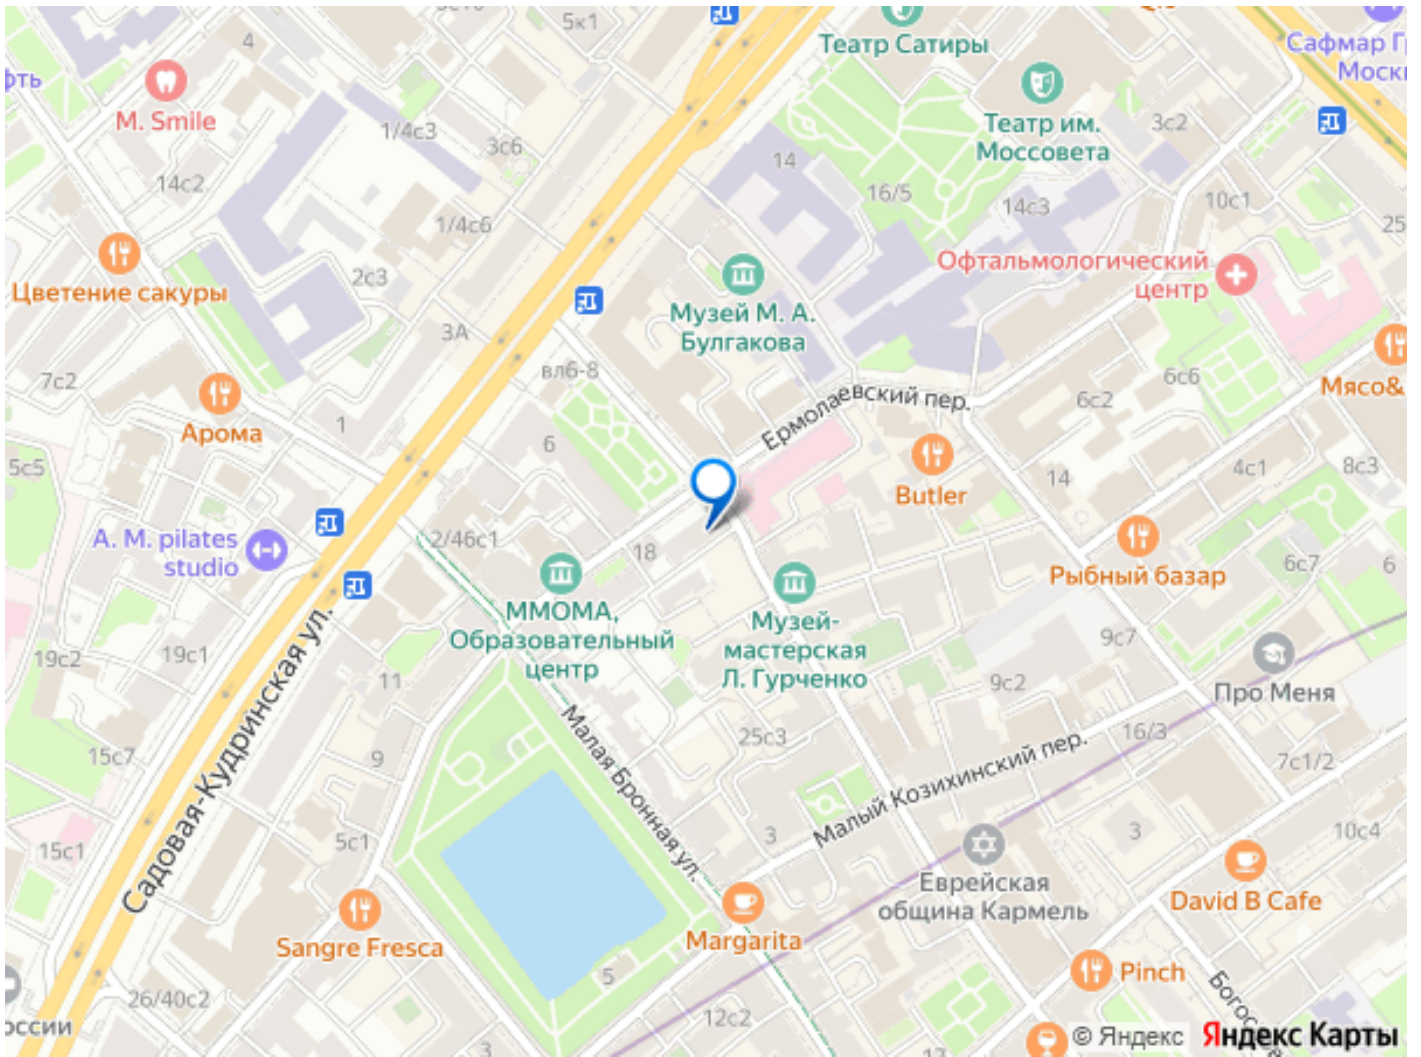 5к1
4
Театр Сатиры
Сафмар Г
Моск
фть
M. Smile
1/4с3
3с6
Театр им.
Моссовета
3с2
14
14с2
16/5
14с3
10с1
25
1/4с6
Цветение сакуры
2с3
Музей М. А.
Булгакова
Офтальмологический
центр
3А
вл6-8
7с2
Арома
1
6
Ермолаевский пер.
6с6
6с2
Мясо&
5с5
Butler
14
4с1
8с3
A. M. pilates
studio
2/46с1
18
ММОМА,
Образовательный
центр
Музей-
мастерская
Л. Гурченко
Рыбный базар
6с7
6
19с2
19с1
11
9с7
9с2
Про Меня
Садовая-Кудринская ул.
15с7
9
Малая Бронная ул.
25с3
16/3
7с1/2
Малый Козихинский пер.
15с1
5с1
3
3
10с4
Sangre Fresca
Margarita
Еврейская
община Кармель
David B Cafe
26/40с2
5
12с2
Pinch
Богос
оссии
17
© Яндекс
Яндекс Карты